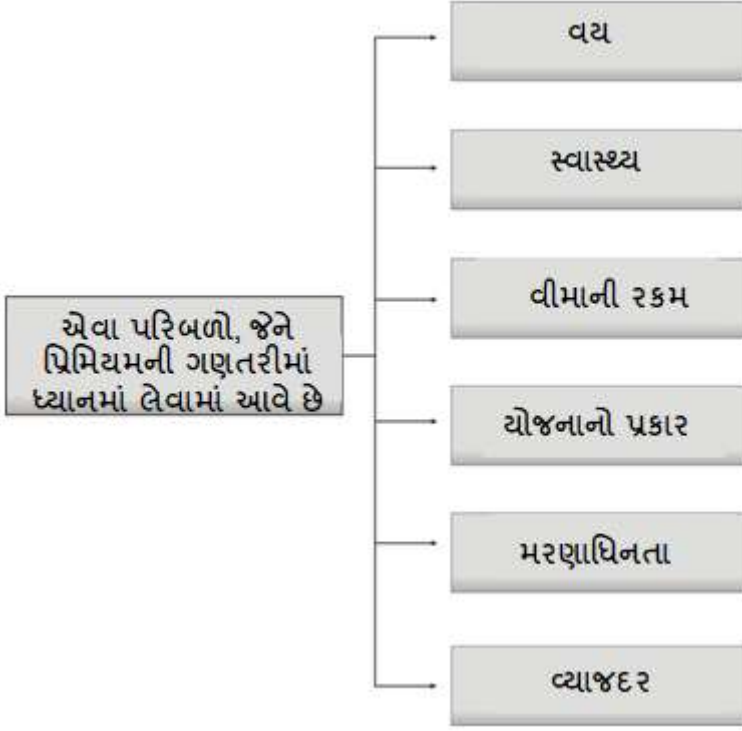 એવા પરિબળો, જેને
પ્રિમિયમની ગણતરીમાં
ધ્યાનમાં લેવામાં આવે છે
વય
સ્વાસ્થ્ય
વીમાની રકમ
યોજનાનો પ્રકાર
મરણાધિનતા
વ્યાજદર